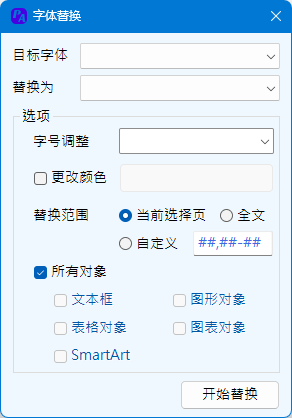 字体替换
目标字体
替换为
选项
字号调整
更改颜色
替换范围 当前选择页 全文
自定义 ##,##-##
所有对象
文本框 图形对象
表格对象 图表对象
SmartArt
开始替换